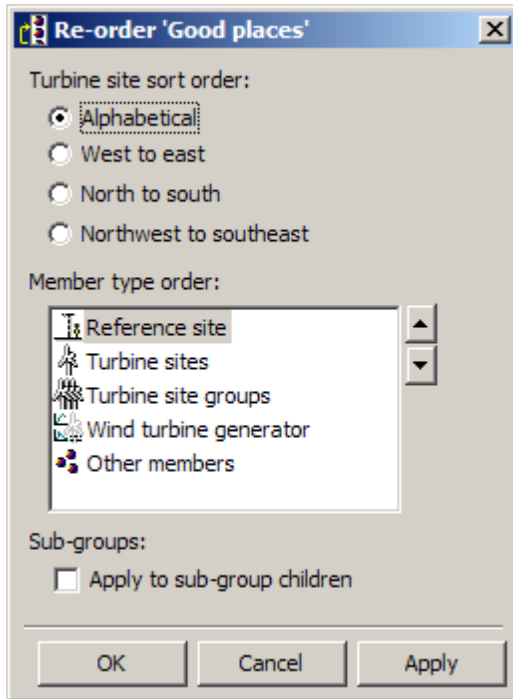 Re-order 'Good places'
Turbine site sort order:
Alphabetical
West to east
North to south
Northwest to southeast
Member type order:
Reference site
Turbine sites
Turbine site groups
Wind turbine generator
Other members
Sub-groups:
Apply to sub-group children
OK Cancel Apply